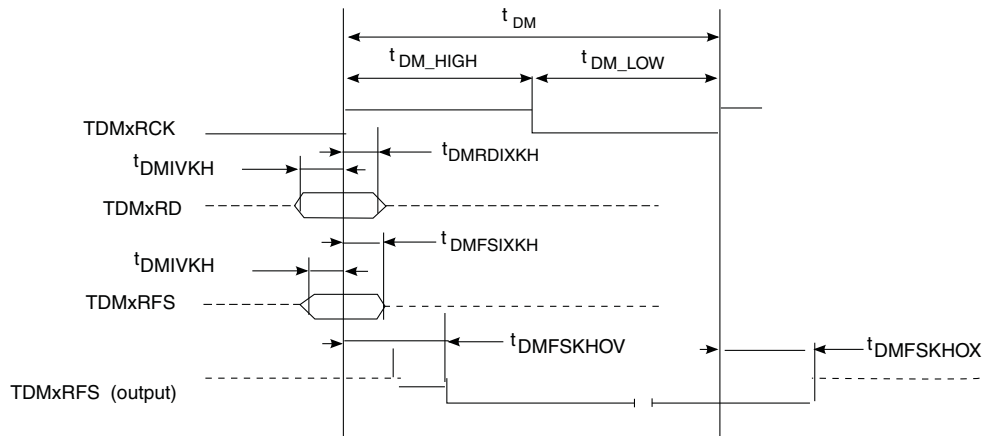 tDM
tDM_HIGH
tDM_LOW
TDMxRCK
tDMRDIXKH
tDMIVKH
TDMxRD
tDMFSIXKH
tDMIVKH
TDMxRFS
tDMFSKHOV
tDMFSKHOX
TDMxRFS (output)